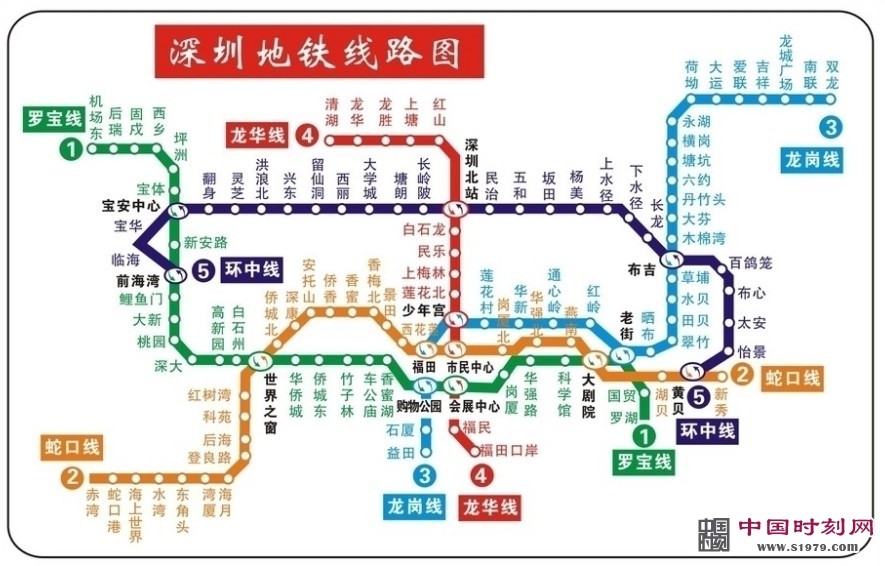 深圳地铁线路图
罗宝线
1
机场东
后瑞
固戍
西乡
坪洲
宝体
宝安中心
新安路
前海湾
鲤鱼门
大新
桃园
深大
高新园
白石州
世界之窗
华侨城
侨城东
竹子林
车公庙
香蜜湖
购物公园
会展中心
岗厦
华强路
科学馆
大剧院
老街
国贸
罗湖
1
罗宝线
龙华线
4
清湖
龙华
龙胜
上塘
红山
深圳北站
白石龙
民乐
上梅林
莲花北
少年宫
市民中心
福民
福田口岸
4
龙华线
双龙
南联
龙城广场
吉祥
爱联
大运
荷坳
3
龙岗线
永湖
横岗
塘坑
六约
丹竹头
大芬
木棉湾
布吉
草埔
水贝
田贝
翠竹
晒布
红岭
通心岭
华新
莲花村
福田
石厦
益田
3
龙岗线
翻身
灵芝
洪浪北
兴东
留仙洞
西丽
大学城
塘朗
长岭陂
民治
五和
坂田
杨美
上水径
下水径
长龙
百鸽笼
布心
太安
怡景
黄贝
5
环中线
宝华
临海
5
环中线
蛇口线
2
赤湾
蛇口港
海上世界
水湾
东角头
湾厦
海月
登良路
后海
科苑
红树湾
侨城北
深康
安托山
侨香
香蜜
香梅北
景田
西花莲
岗厦北
华强北
燕南
湖贝
新秀
2
蛇口线
中国时刻网
www.s1979.com